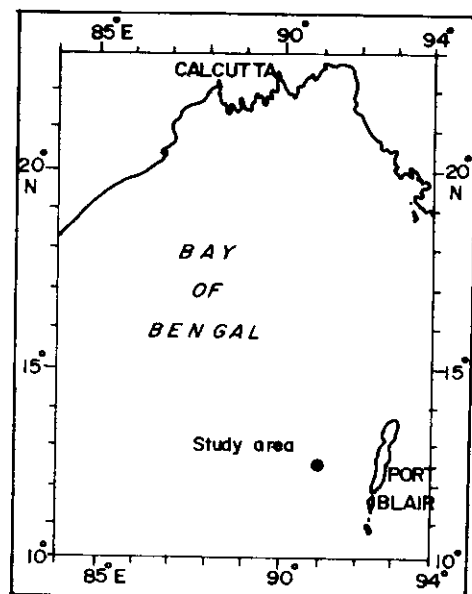 85°E 90° 94°
CALCUTTA
20° 20°
N N
BAY
OF
BENGAL
15° 15°
Study area
PORT
BLAIR
10° 10°
85°E 90° 94°